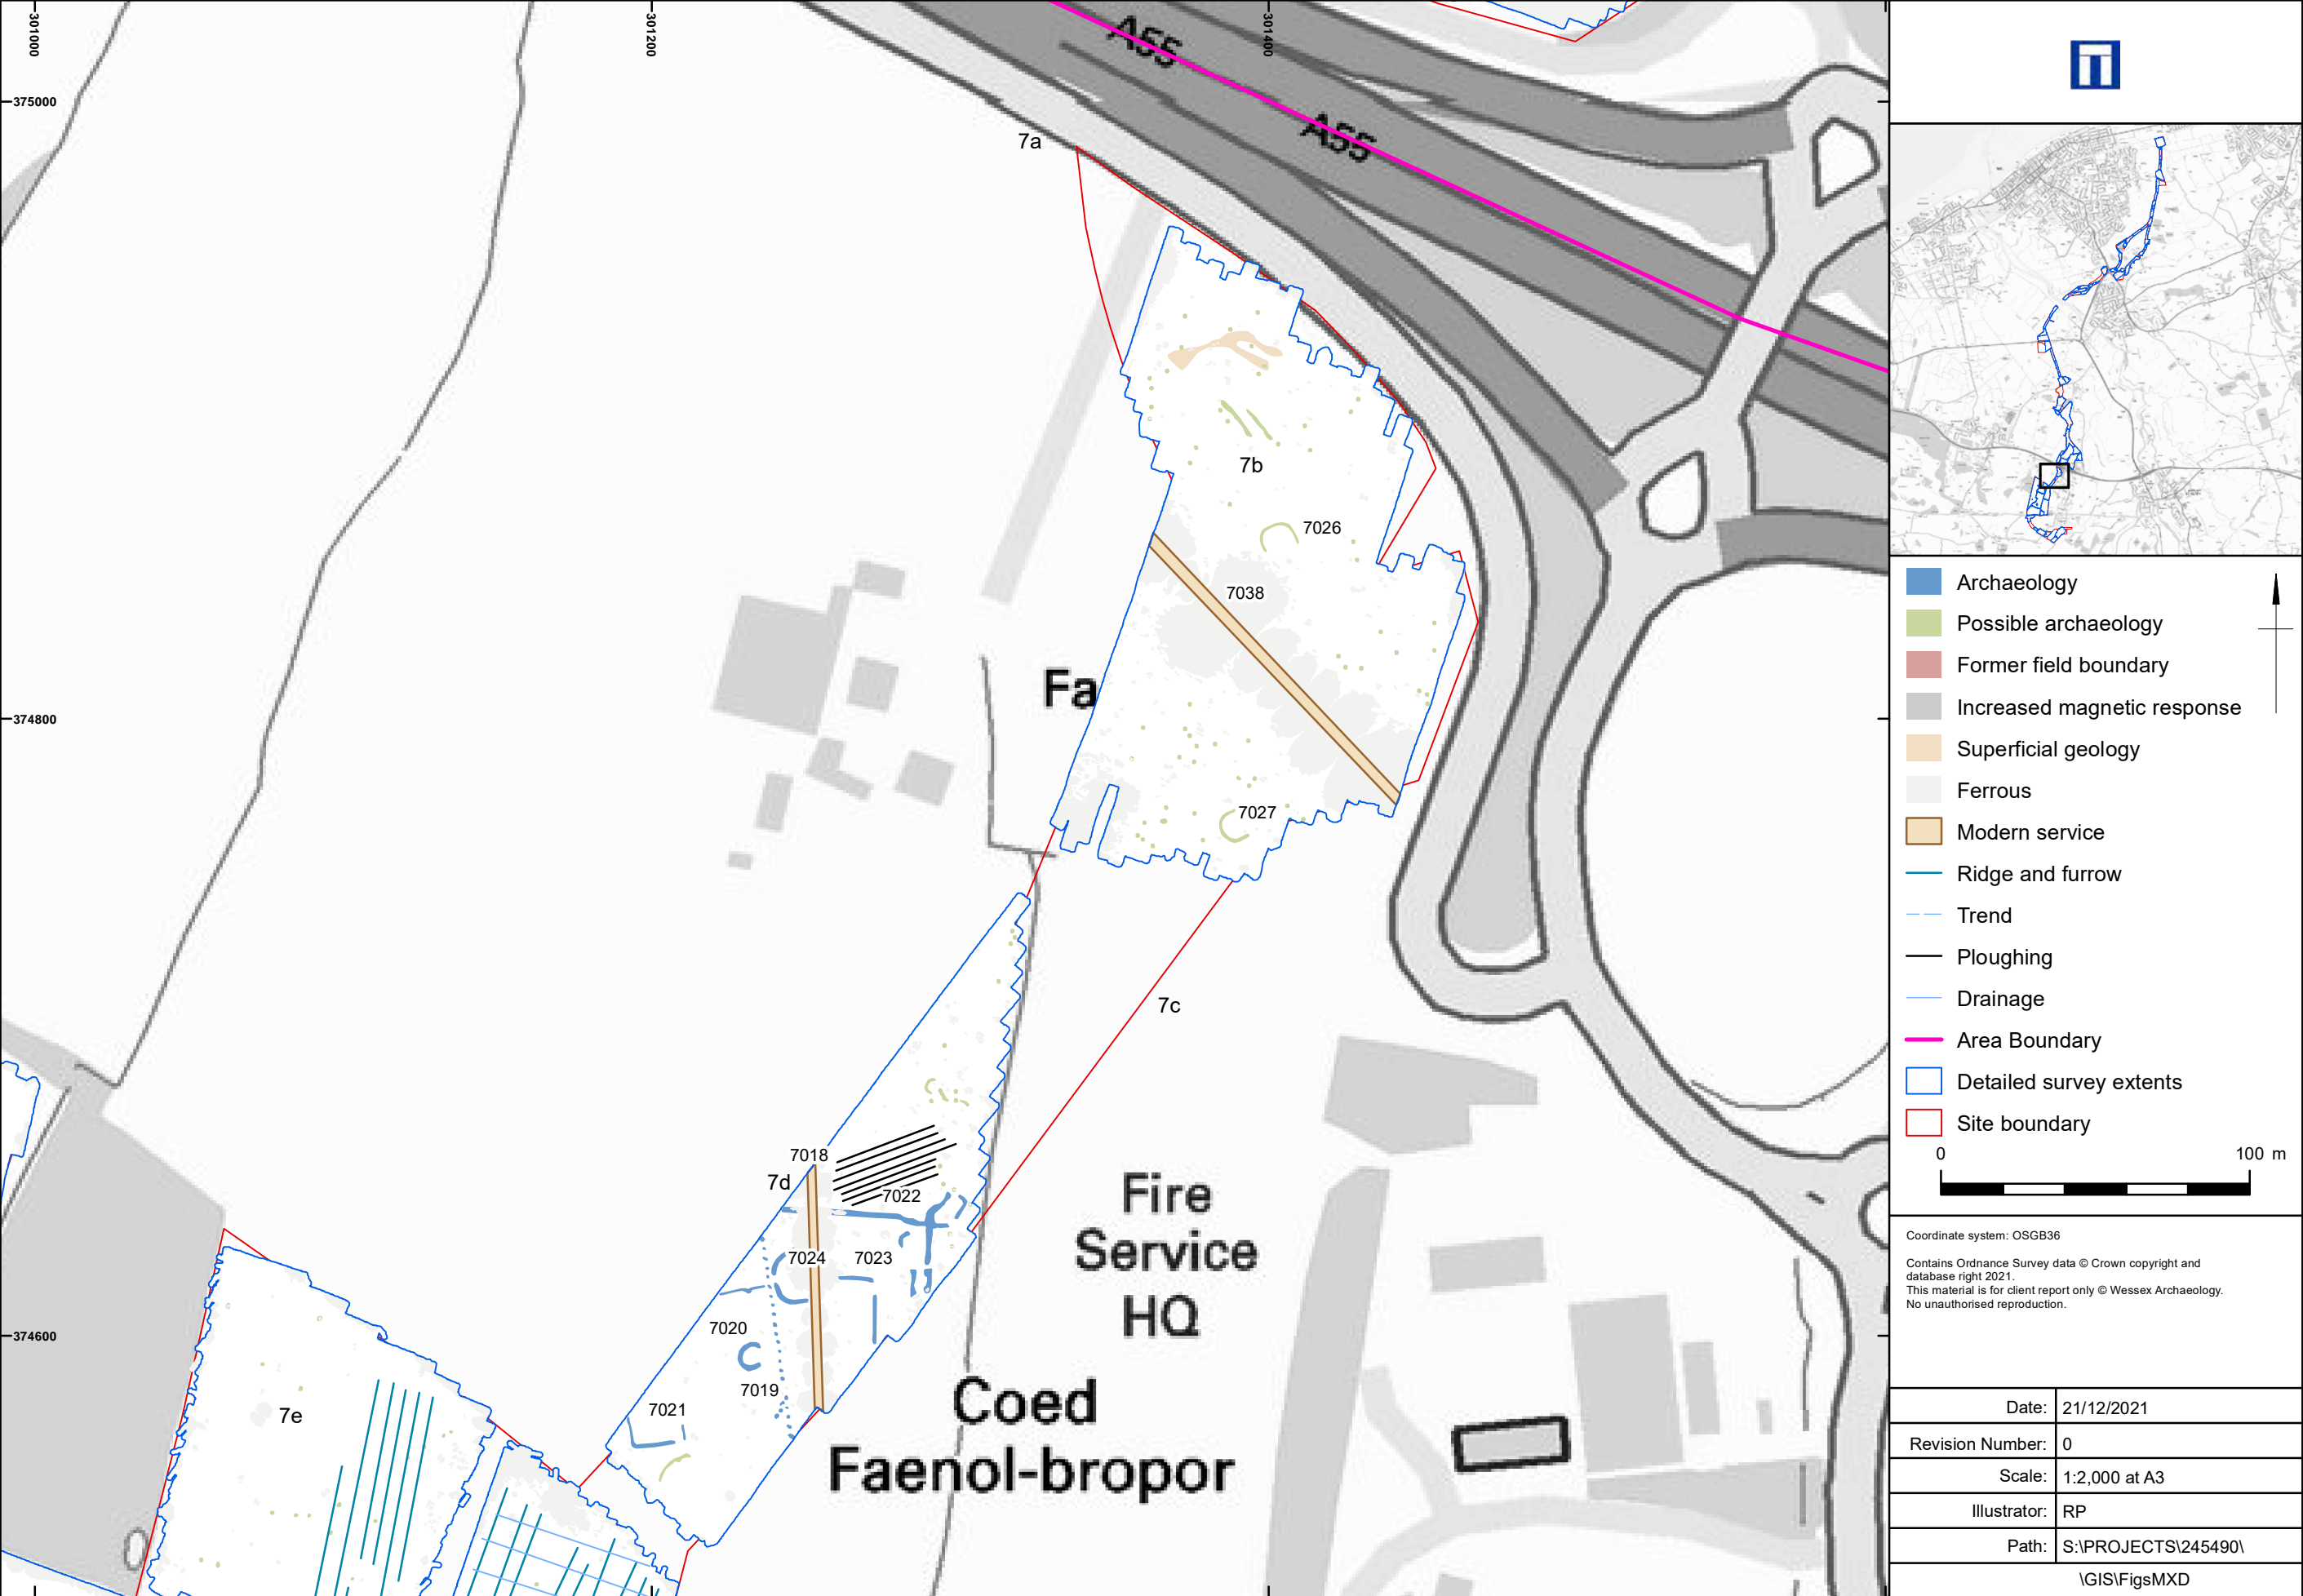 301000
301200
301400
375000
374800
374600
A55
A55
7a
7b
7026
7038
Fa
7027
7c
7018
7d
7022
7024
7023
7020
7019
7021
7e
Fire
Service
HQ
Coed
Faenol-bropor
Archaeology
Possible archaeology
Former field boundary
Increased magnetic response
Superficial geology
Ferrous
Modern service
Ridge and furrow
Trend
Ploughing
Drainage
Area Boundary
Detailed survey extents
Site boundary
0 100 m
Coordinate system: OSGB36
Contains Ordnance Survey data © Crown copyright and
database right 2021.
This material is for client report only © Wessex Archaeology.
No unauthorised reproduction.
Date: 21/12/2021
Revision Number: 0
Scale: 1:2,000 at A3
Illustrator: RP
Path: S:\PROJECTS\245490\
\GIS\FigsMXD